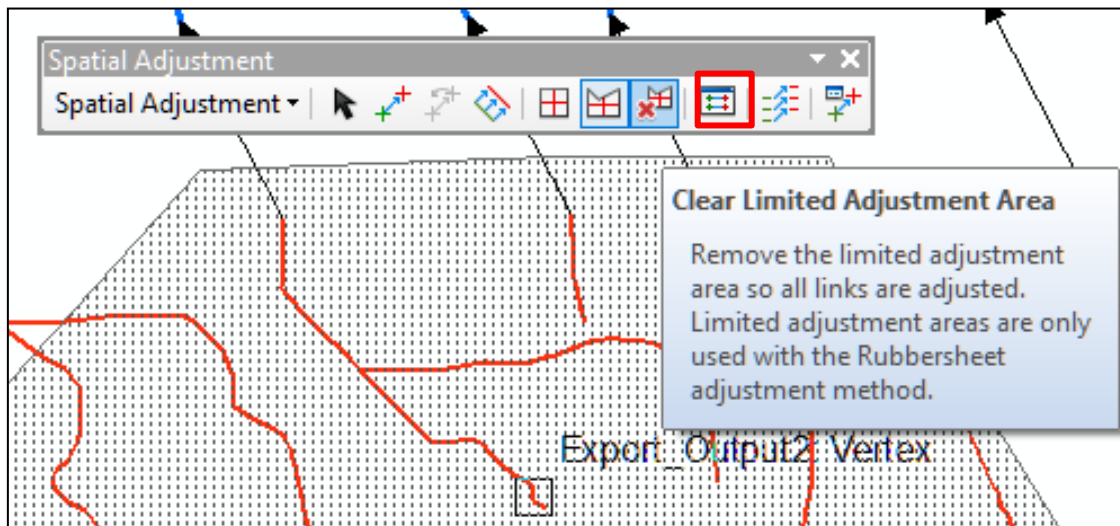 Spatial Adjustment
Spatial Adjustment
Clear Limited Adjustment Area
Remove the limited adjustment
area so all links are adjusted.
Limited adjustment areas are only
used with the Rubbersheet
adjustment method.
Export_Output2 Vertex